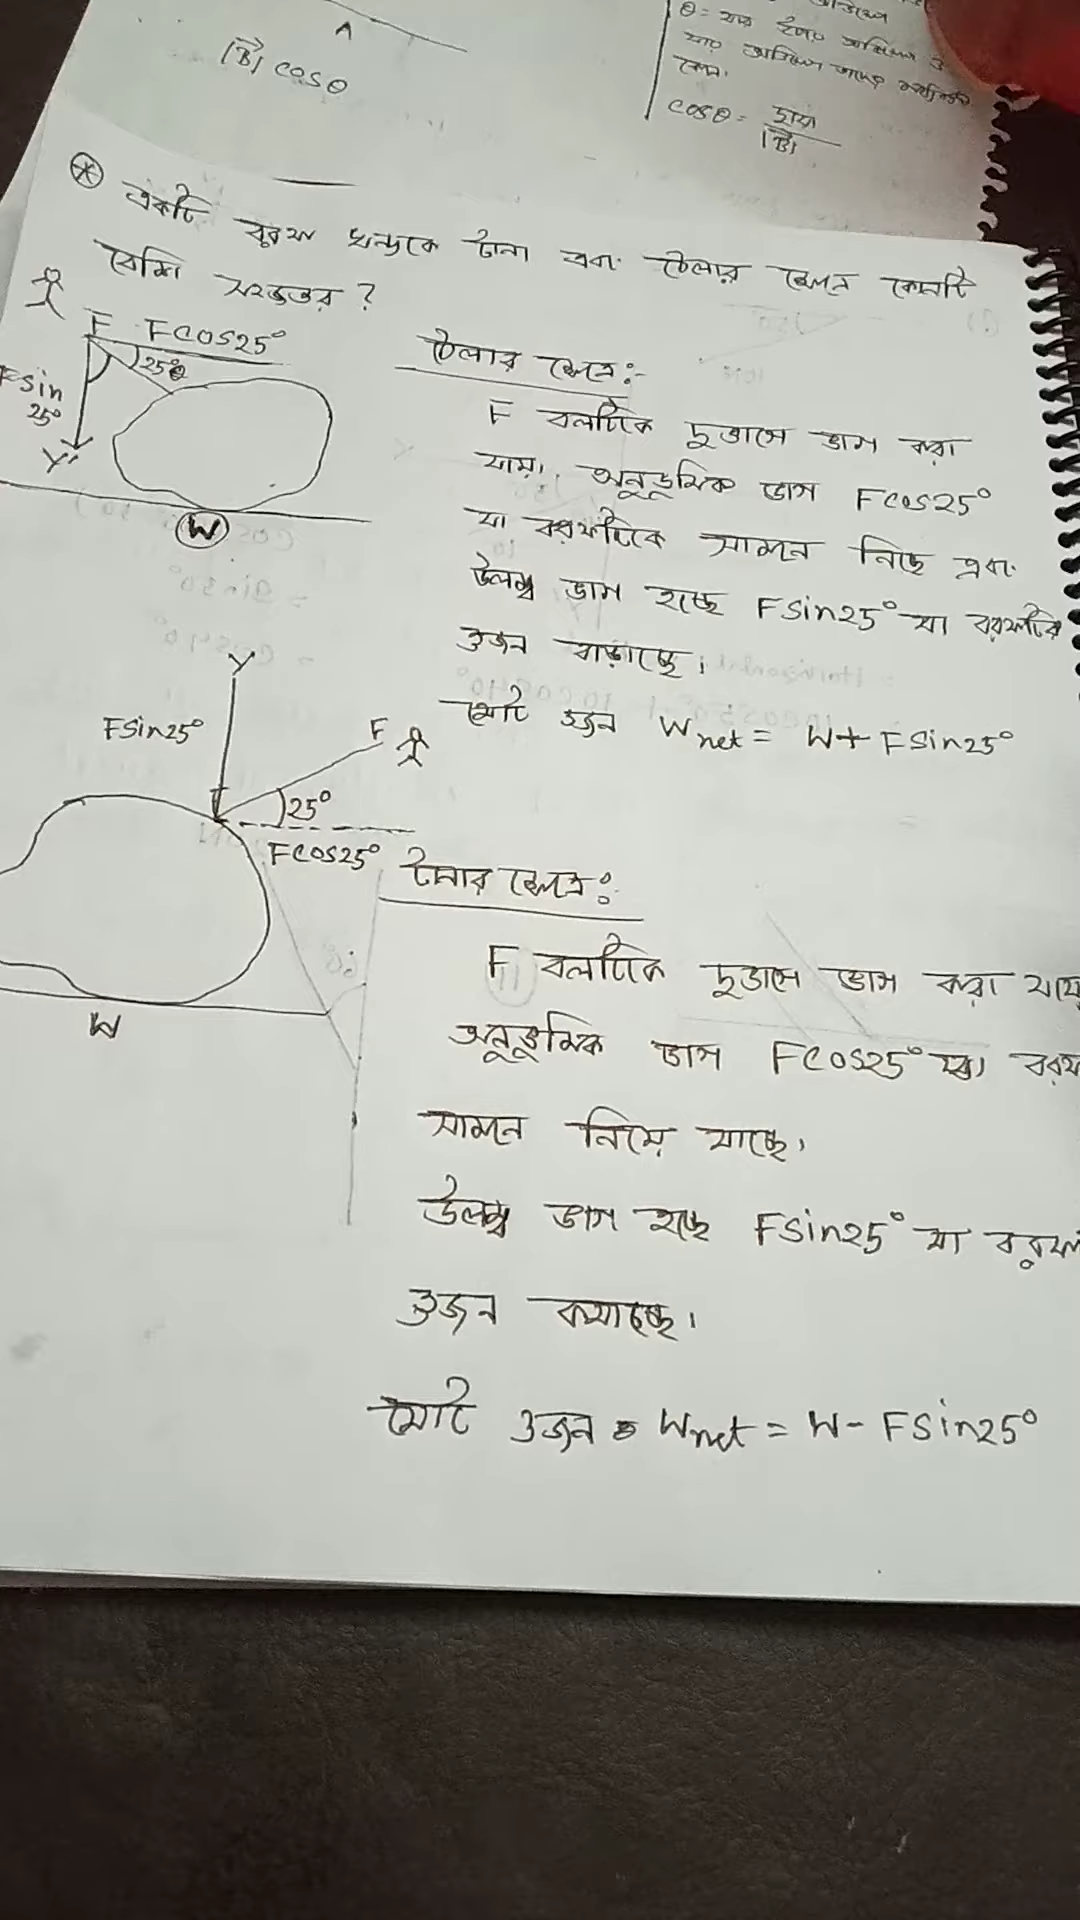 A
|B⃗| cosθ
cosθ = ছায়া / |B⃗|
একটি বরফ খন্ডকে টানা এবং ঠেলার ক্ষেত্রে কোনটি
বেশি সহজতর ?
F FCOS25°
25°
Fsin
25°
Y'
W
ঠেলার ক্ষেত্রে:-
F বলটিকে দুভাগে ভাগ করা
যায়। অনুভূমিক ভাগ FCOS25°
যা বরফটিকে সামনে নিচ্ছে এবং
উলম্ব ভাগ হচ্ছে Fsin25° যা বরফটির
ওজন বাড়াচ্ছে।
মোট ওজন Wnet = W + Fsin25°
Y
Fsin25°
F
25°
FCOS25°
W
টানার ক্ষেত্রে:
F বলটিকে দুভাগে ভাগ করা যায়
অনুভূমিক ভাগ FCOS25° যা বরফ
সামনে নিয়ে যাচ্ছে।
উলম্ব ভাগ হচ্ছে Fsin25° যা বরফ
ওজন কমাচ্ছে।
মোট ওজন Wnet = W - Fsin25°